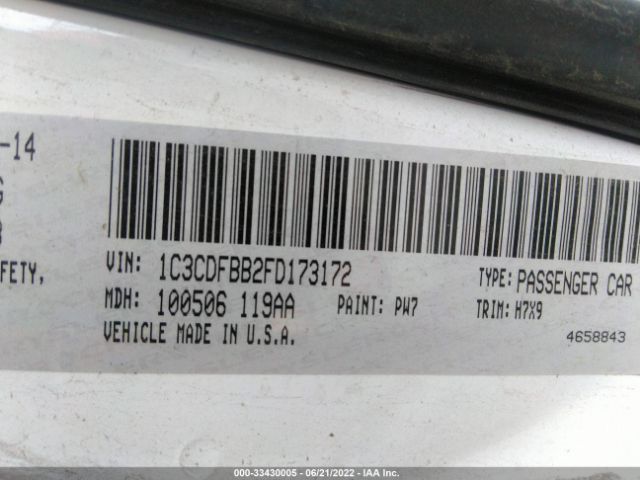 -14
G
FETY,
VIN: 1C3CDFBB2FD173172
TYPE: PASSENGER CAR
MDH: 100506 119AA
PAINT: PW7
TRIM: H7X9
VEHICLE MADE IN U.S.A.
4658843
000-33430005 - 06/21/2022 - IAA Inc.